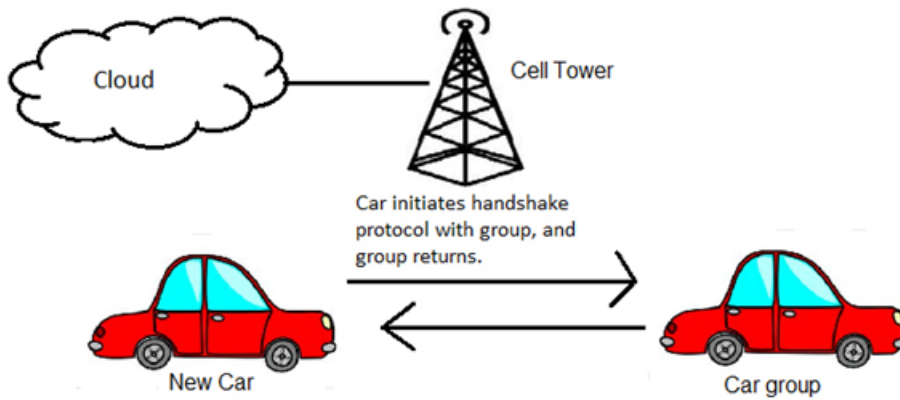 Cloud
Cell Tower
Car initiates handshake
protocol with group, and
group returns.
New Car
Car group